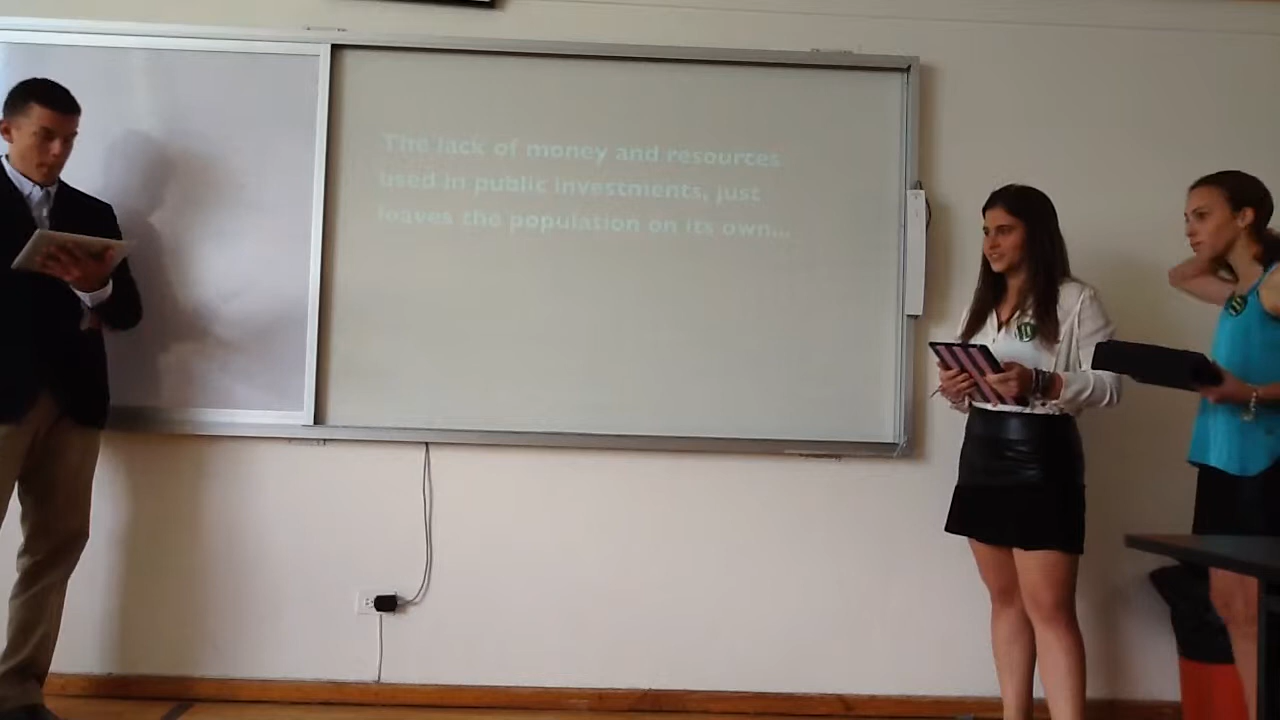 The lack of money and resources
used in public investments, just
leaves the population on its own...